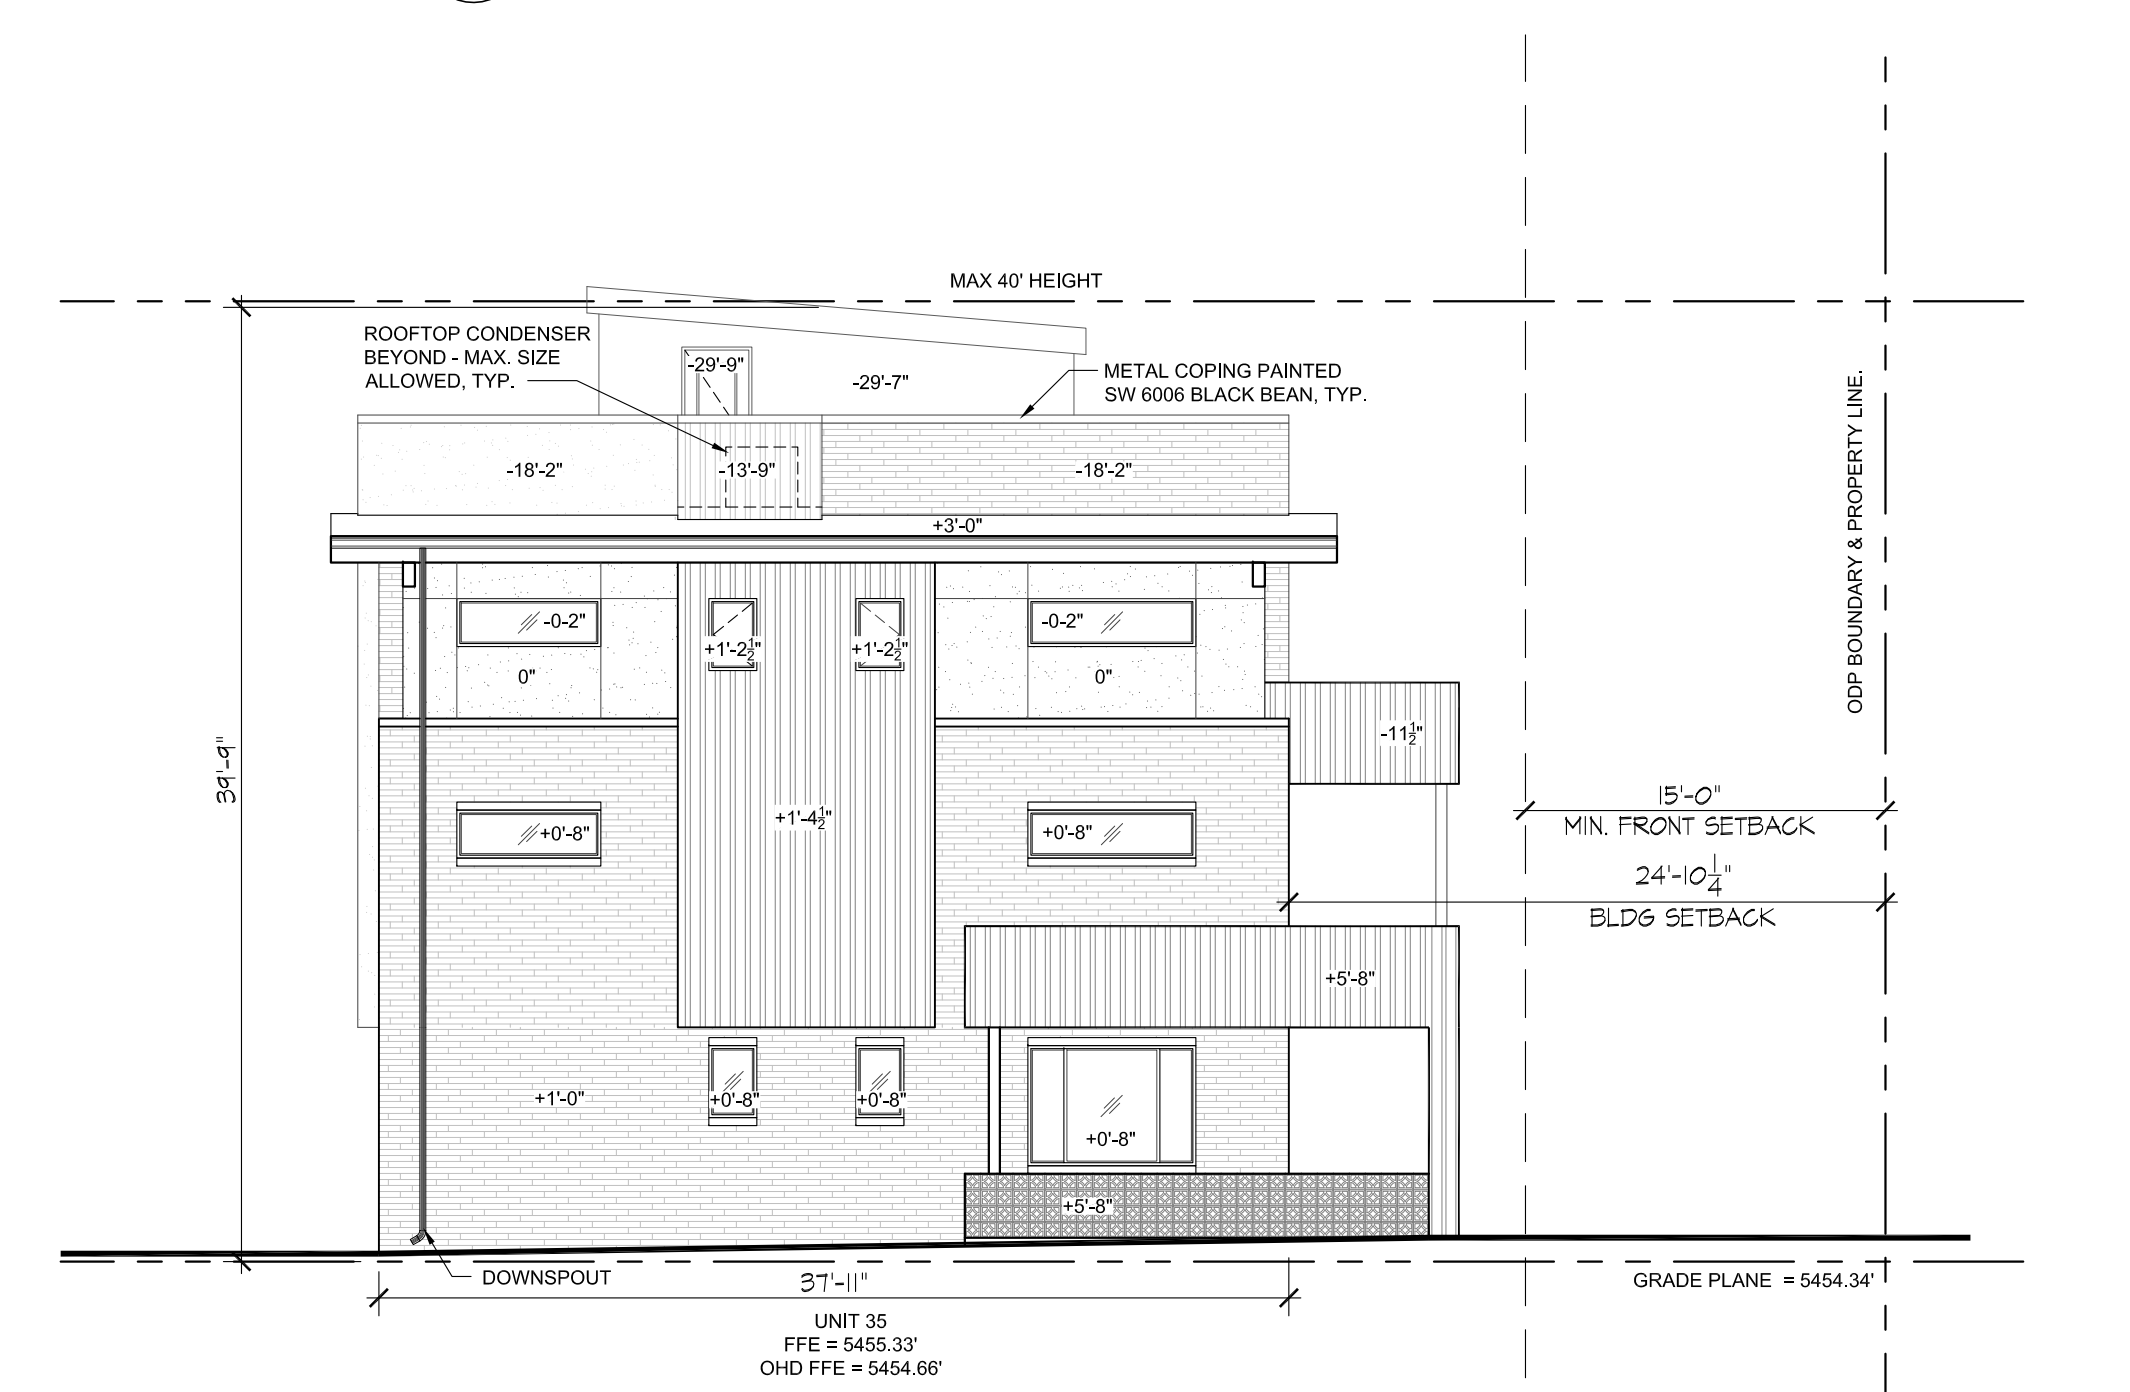 MAX 40' HEIGHT
ROOFTOP CONDENSER
BEYOND - MAX. SIZE
ALLOWED, TYP.
-29'-9"
-29'-7"
METAL COPING PAINTED
SW 6006 BLACK BEAN, TYP.
-18'-2"
-13'-9"
-18'-2"
+3'-0"
ODP BOUNDARY & PROPERTY LINE.
-0-2"
+1'-2½"
+1'-2½"
-0-2"
0"
0"
-11½"
39'-9"
+0'-8"
+1'-4½"
+0'-8"
15'-0"
MIN. FRONT SETBACK
24'-10¼"
BLDG SETBACK
+5'-8"
+1'-0"
+0'-8"
+0'-8"
+0'-8"
+5'-8"
DOWNSPOUT
37'-11"
GRADE PLANE = 5454.34'
UNIT 35
FFE = 5455.33'
OHD FFE = 5454.66'